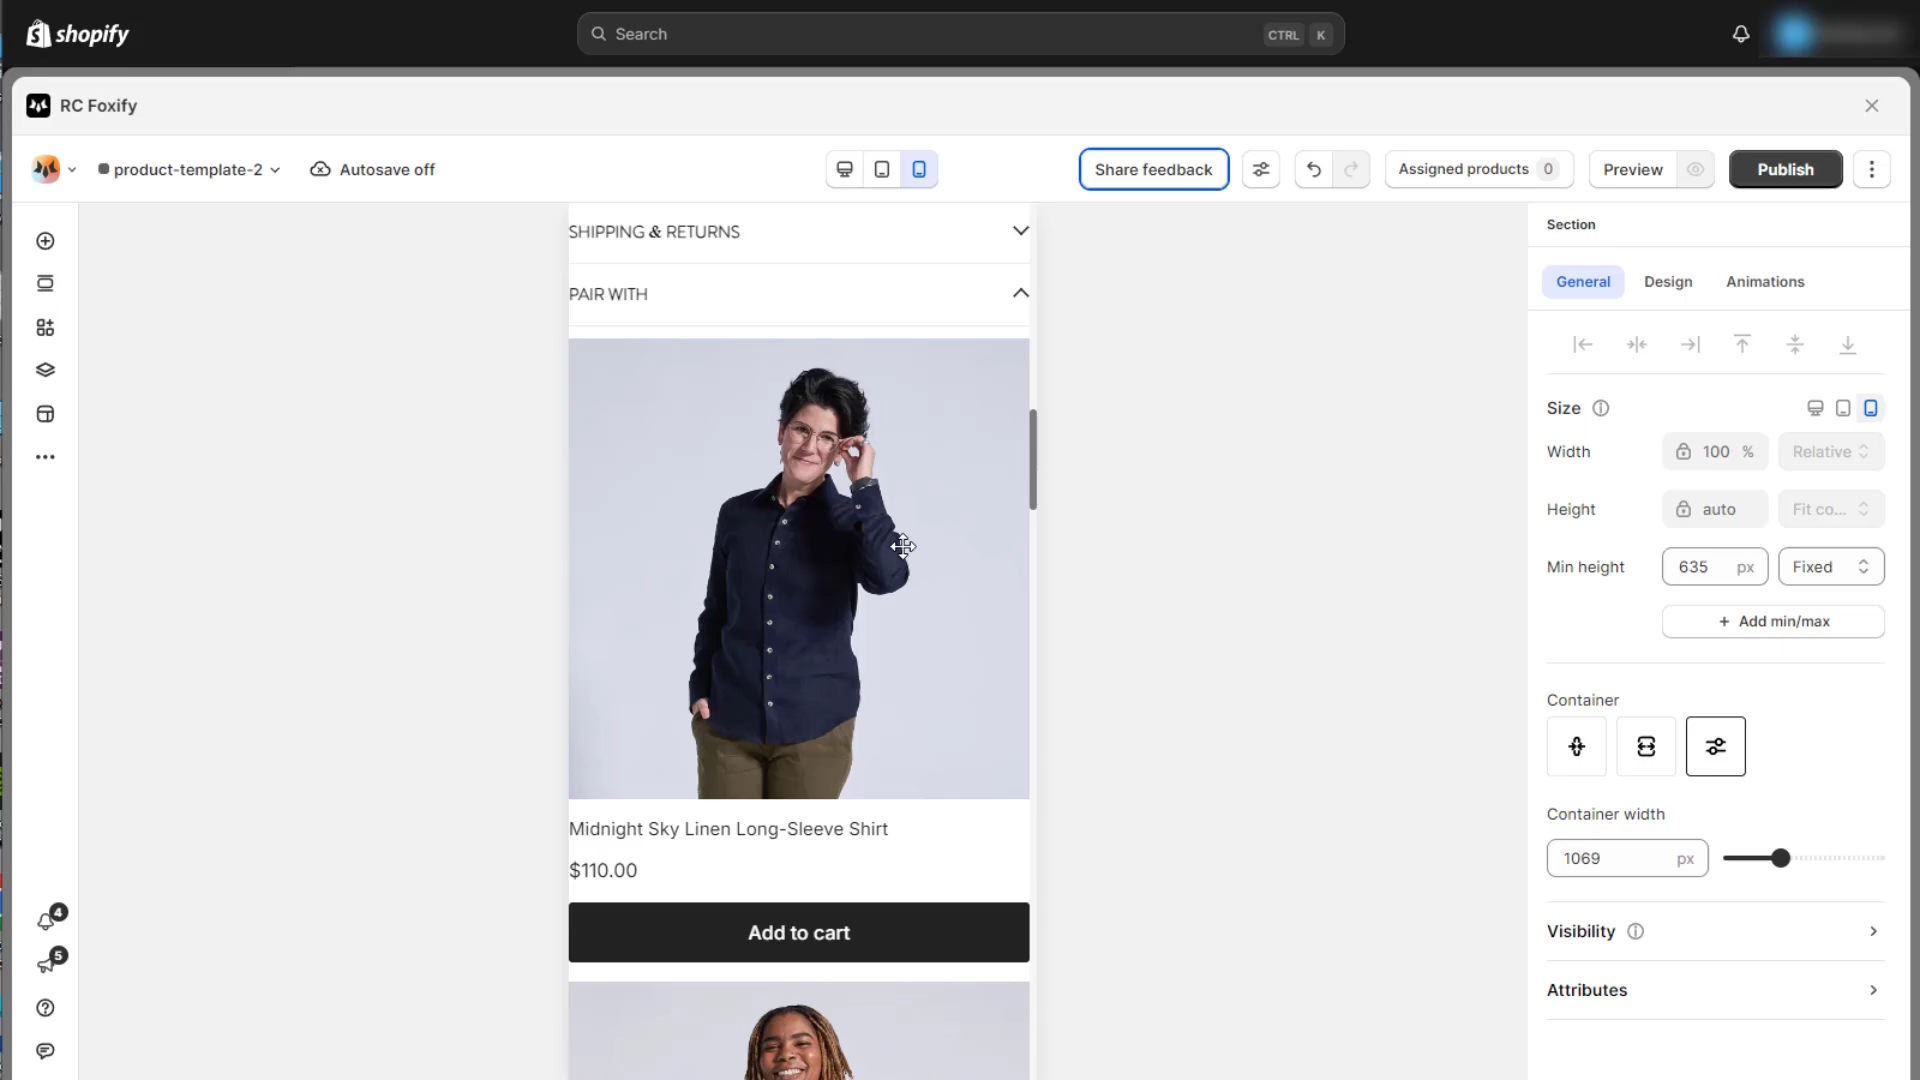 shopify
Search
CTRL K
RC Foxify
product-template-2
Autosave off
Share feedback
Assigned products 0
Preview
Publish
Section
General Design Animations
Size
Width 100 % Relative
Height auto Fit co...
Min height 635 px Fixed
+ Add min/max
Container
Container width
1069 px
Visibility
Attributes
SHIPPING & RETURNS
PAIR WITH
Midnight Sky Linen Long-Sleeve Shirt
$110.00
Add to cart
4
5